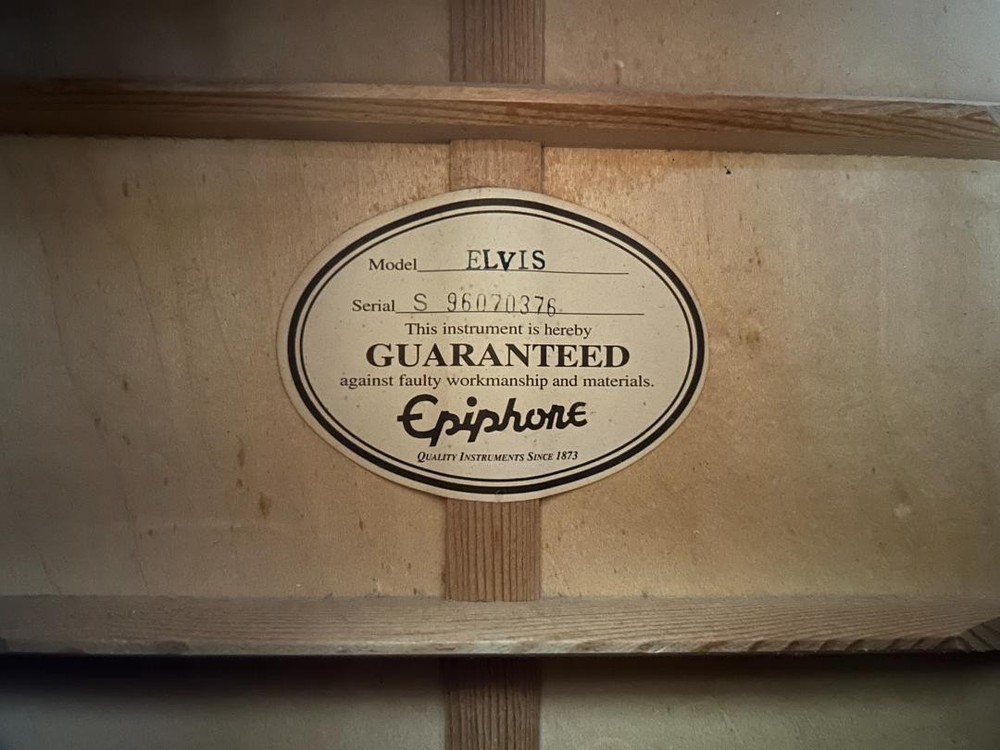 Model ELVIS
Serial S 96070376
This instrument is hereby
GUARANTEED
against faulty workmanship and materials.
Epiphone
QUALITY INSTRUMENTS SINCE 1873